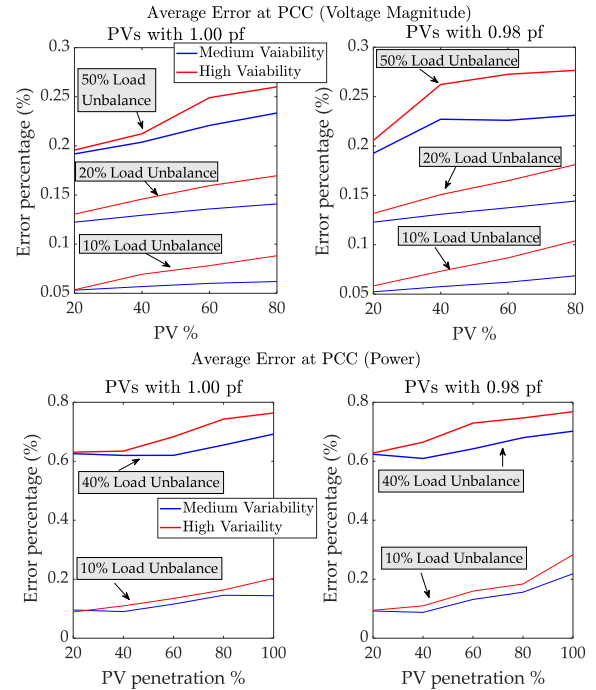 Average Error at PCC (Voltage Magnitude)
PVs with 1.00 pf
PVs with 0.98 pf
Medium Vaiability
High Vaiability
Error percentage (%)
0.3
0.25
0.2
0.15
0.1
0.05
50% Load
Unbalance
20% Load Unbalance
10% Load Unbalance
20 40 60 80
PV %
Error percentage (%)
0.3
0.25
0.2
0.15
0.1
0.05
50% Load Unbalance
20% Load Unbalance
10% Load Unbalance
20 40 60 80
PV %
Average Error at PCC (Power)
PVs with 1.00 pf
PVs with 0.98 pf
Error percentage (%)
0.8
0.6
0.4
0.2
0
40% Load Unbalance
Medium Variability
High Variaility
10% Load Unbalance
20 40 60 80 100
PV penetration %
Error percentage (%)
0.8
0.6
0.4
0.2
0
40% Load Unbalance
10% Load Unbalance
20 40 60 80 100
PV penetration %